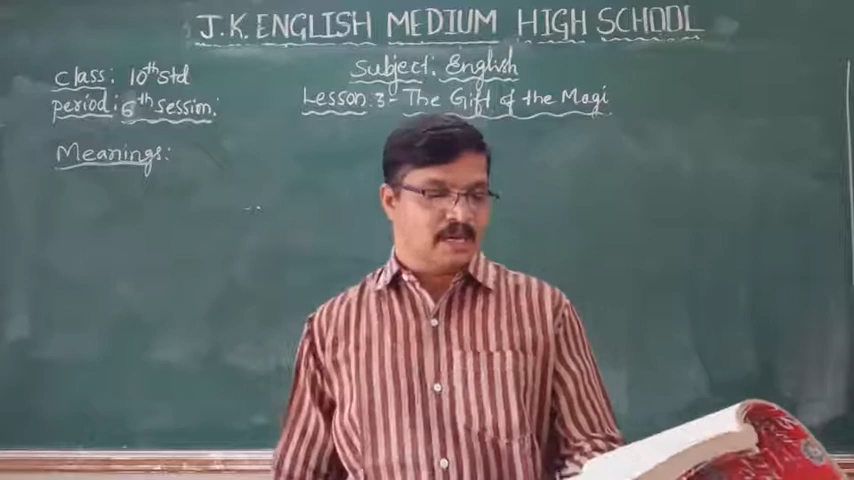 J.K ENGLISH MEDIUM HIGH SCHOOL
Class: 10th Std
Subject: English
period: 6th Session.
Lesson. 3:- The Gift of the Magi
Meanings: